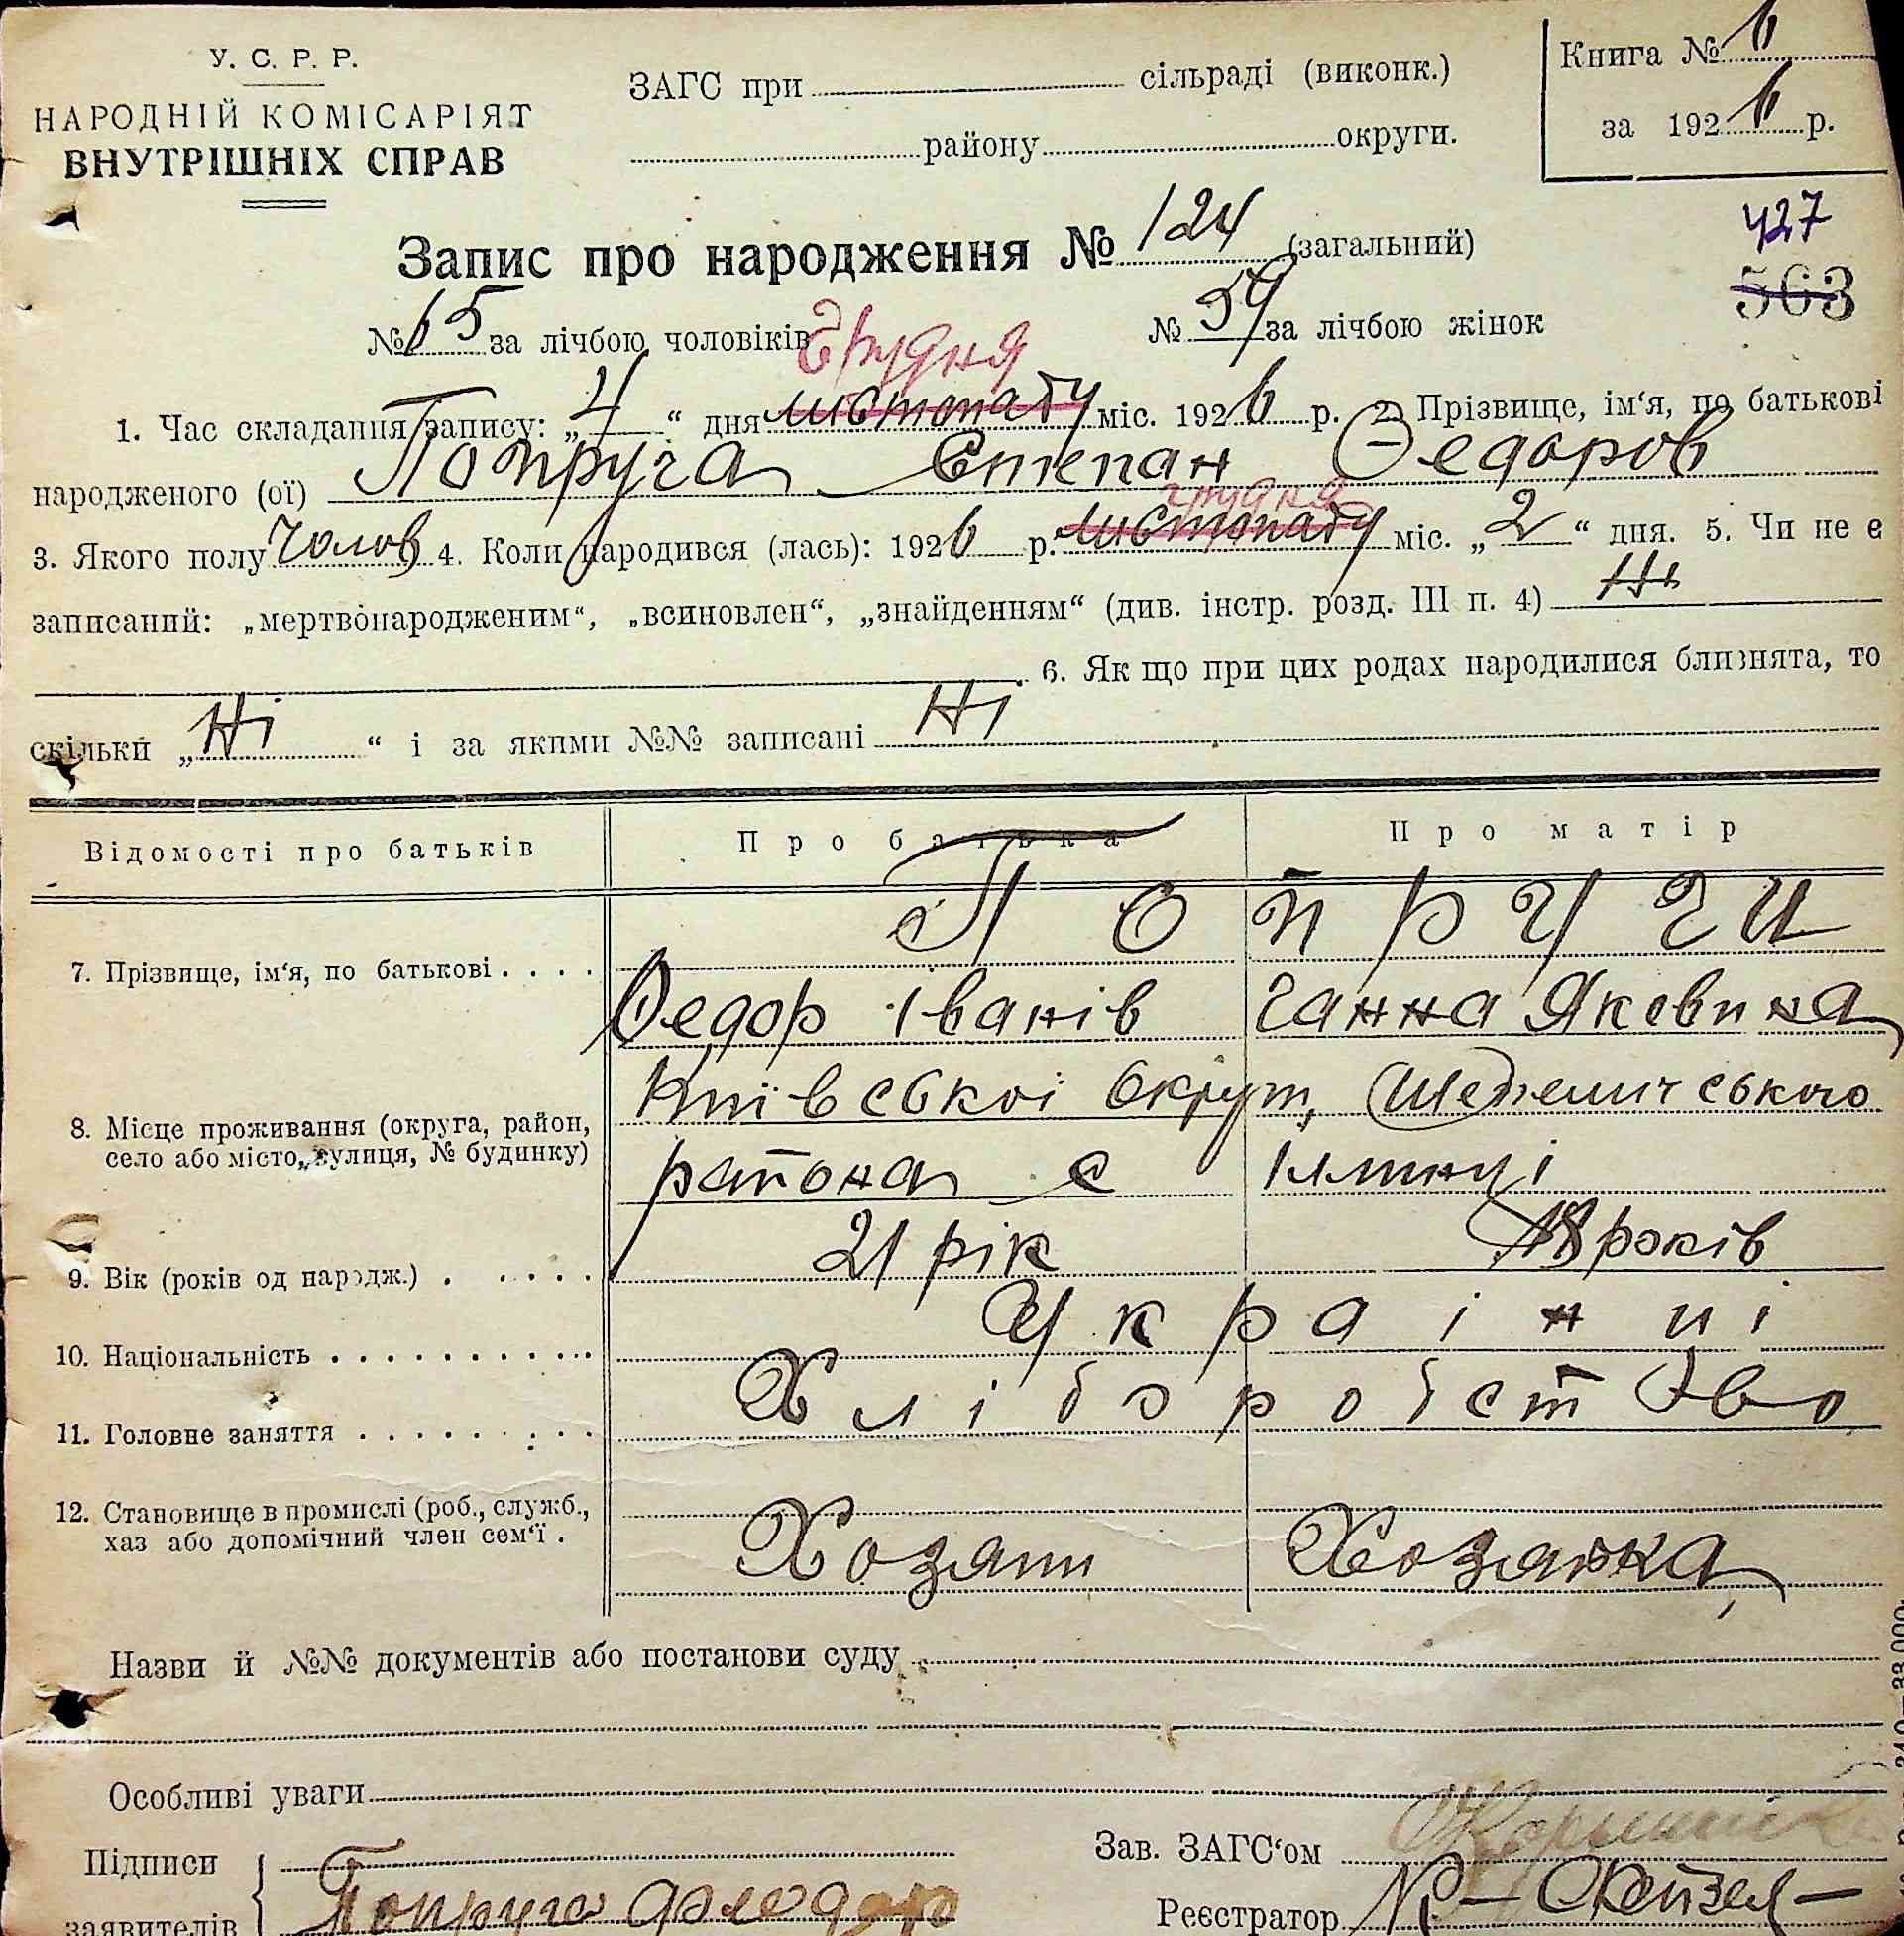 У. С. Р. Р.
НАРОДНІЙ КОМІСАРІЯТ
ВНУТРІШНІХ СПРАВ
ЗАГС при сільраді (виконк.)
району округи.
Книга № 6
за 1926 р.
427
563
Запис про народження № 124 (загальний)
№ 65 за лічбою чоловіків № 59 за лічбою жінок
грудня
1. Час складання запису: „4“ дня листопаду міс. 1926 р. 2. Прізвище, ім‘я, по батькові
народженого (ої) Попруга Степан Федоров
грудня
3. Якого полу Чолов 4. Коли народився (лась): 1926 р. листопаду міс. „2“ дня. 5. Чи не є
записаний: „мертвонародженим“, „всиновлен“, „знайденням“ (див. інстр. розд. III п. 4) Ні
6. Як що при цих родах народилися близнята, то
скільки „Ні“ і за якими №№ записані Ні
Відомості про батьків Про батька Про матір
Попруги
7. Прізвище, ім‘я, по батькові . . . . Федор Іванів Ганна Яковина
8. Місце проживання (округа, район, село або місто, вулиця, № будинку)
Київської Округи
района с
9. Вік (років од народж.) . . . . . 21 рік 18 років
10. Національність . . . . . . . . . . . Українці
11. Головне заняття . . . . . . . . . Хліборобство
12. Становище в промислі (роб., служб.,
хаз або допомічний член сем‘ї .
Хозяин Хозяжка
Назви й №№ документів або постанови суду
Особливі уваги
Підписи
заявителів
Попруга
Зав. ЗАГС‘ом
Реєстратор